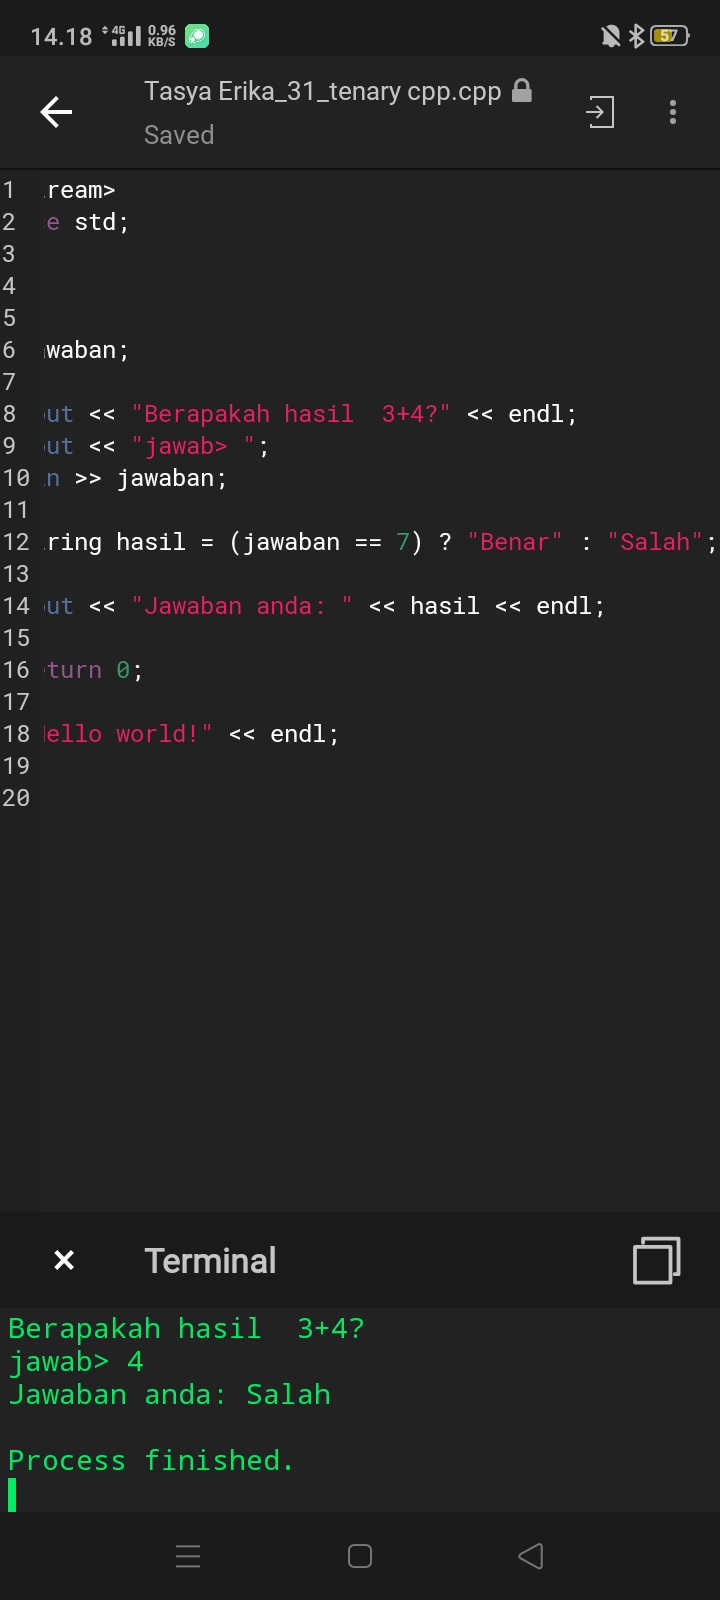 14.18 4G 0.96 KB/S 57
Tasya Erika_31_tenary cpp.cpp
Saved
1 ream>
2 e std;
3
4
5
6 waban;
7
8 ut << "Berapakah hasil  3+4?" << endl;
9 ut << "jawab> ";
10 n >> jawaban;
11
12 ring hasil = (jawaban == 7) ? "Benar" : "Salah";
13
14 ut << "Jawaban anda: " << hasil << endl;
15
16 turn 0;
17
18 ello world!" << endl;
19
20
Terminal
Berapakah hasil  3+4?
jawab> 4
Jawaban anda: Salah
Process finished.